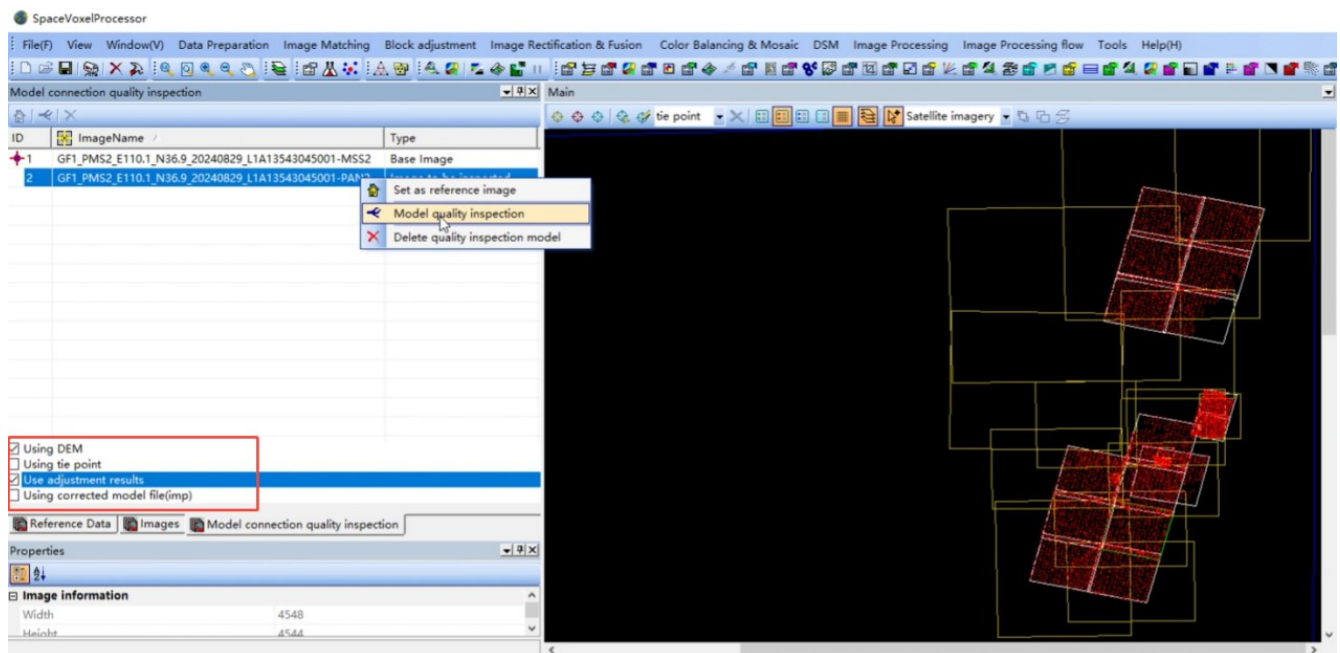 SpaceVoxelProcessor
File(F) View Window(V) Data Preparation Image Matching Block adjustment Image Rectification & Fusion Color Balancing & Mosaic DSM Image Processing Image Processing flow Tools Help(H)
Model connection quality inspection
Main
tie point
Satellite imagery
ID ImageName Type
1 GF1_PMS2_E110.1_N36.9_20240829_L1A13543045001-MSS2 Base Image
2 GF1_PMS2_E110.1_N36.9_20240829_L1A13543045001-PAN2 Image to be inspected
Set as reference image
Model quality inspection
Delete quality inspection model
Using DEM
Using tie point
Use adjustment results
Using corrected model file(imp)
Reference Data Images Model connection quality inspection
Properties
Image information
Width 4548
Height 4544